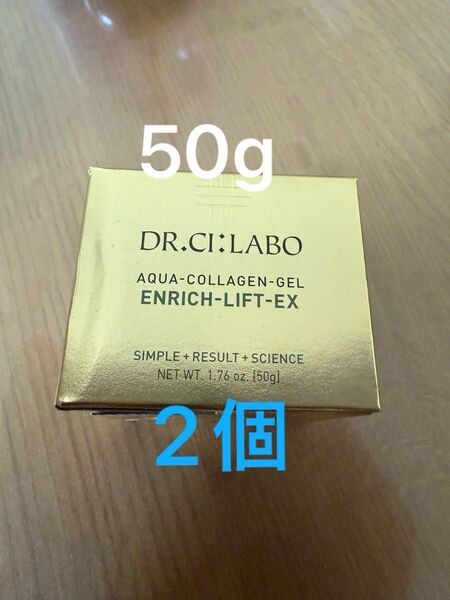 50g
DR.CI:LABO
AQUA-COLLAGEN-GEL
ENRICH-LIFT-EX
SIMPLE+RESULT+SCIENCE
NET WT. 1.76 oz. [50g]
2個